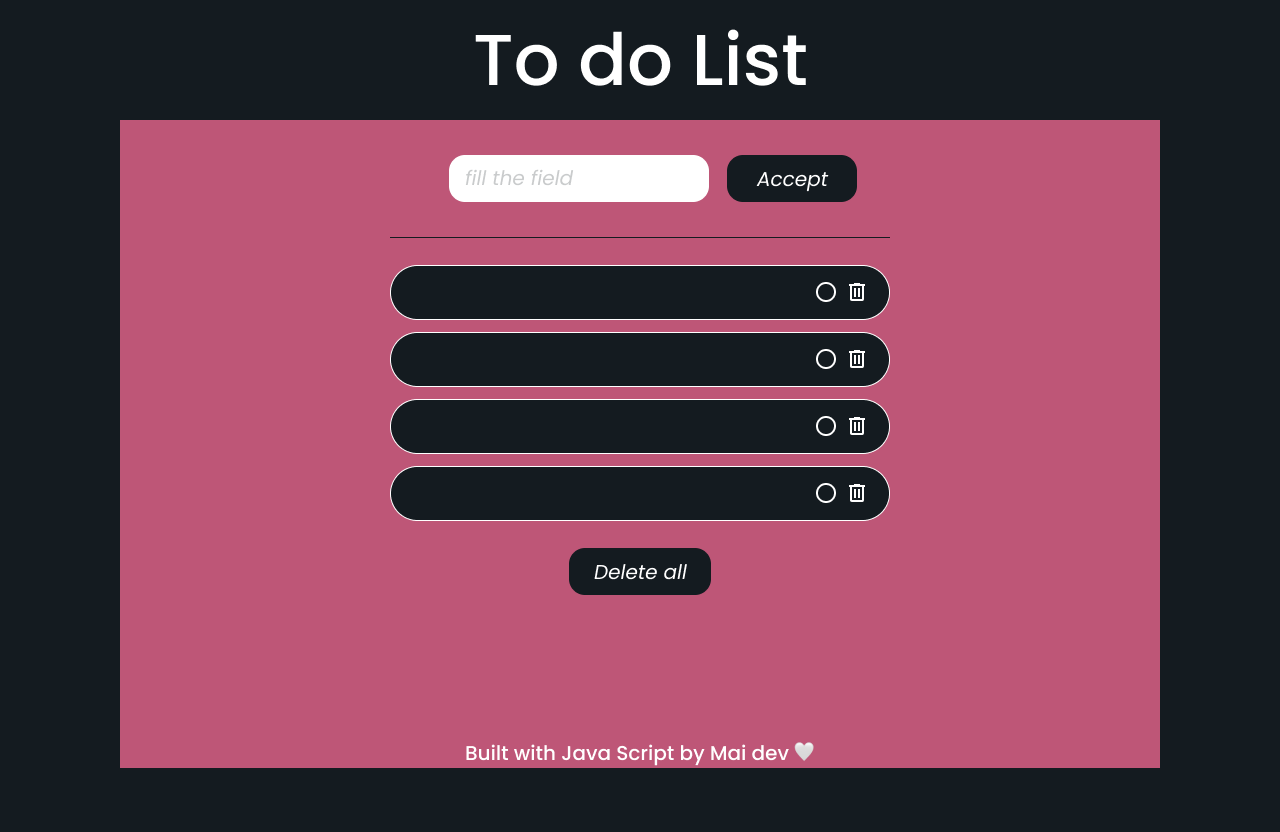 To do List
fill the field
Accept
Delete all
Built with Java Script by Mai dev 🤍